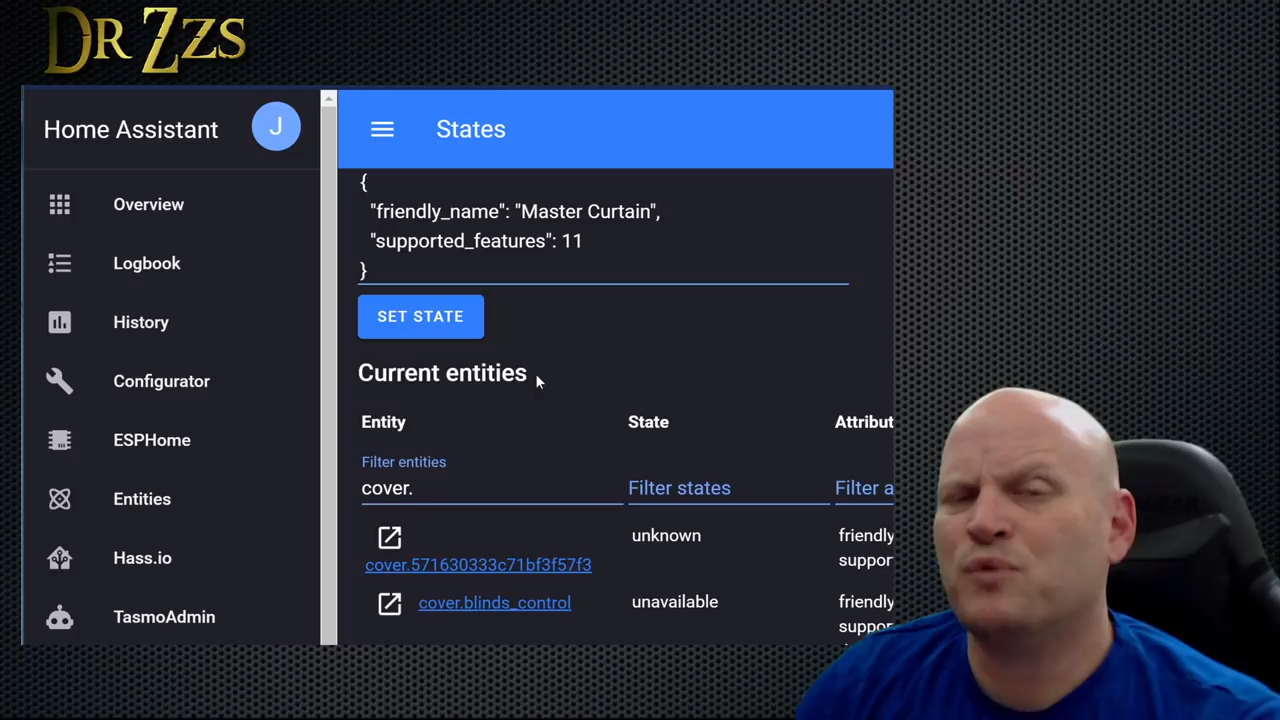 DR ZZS
Home Assistant
J
States
Overview
Logbook
History
Configurator
ESPHome
Entities
Hass.io
TasmoAdmin
{
"friendly_name": "Master Curtain",
"supported_features": 11
}
SET STATE
Current entities
Entity State Attribut
Filter entities
cover. Filter states Filter a
unknown friendly
cover.571630333c71bf3f57f3 suppor
cover.blinds_control unavailable friendly
suppor